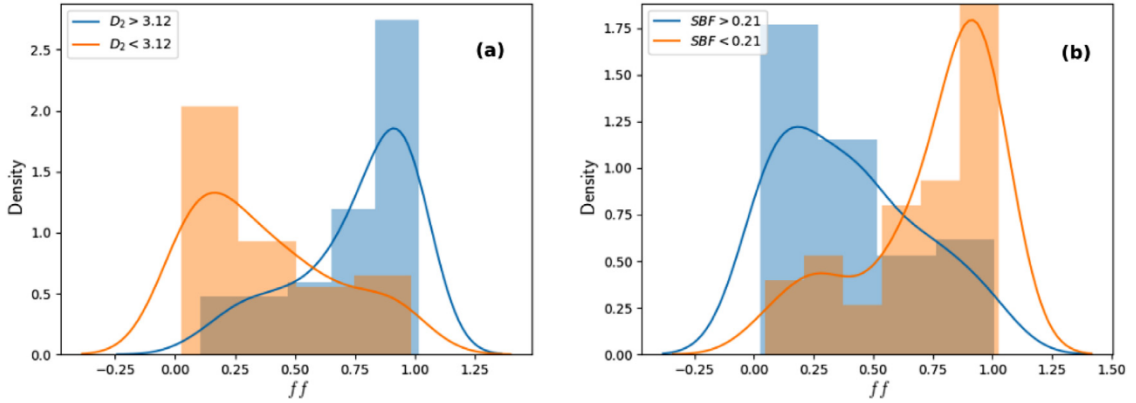 D₂ > 3.12
D₂ < 3.12
(a)
2.5
2.0
1.5
1.0
0.5
0.0
Density
−0.25 0.00 0.25 0.50 0.75 1.00 1.25
ff
SBF > 0.21
SBF < 0.21
(b)
1.75
1.50
1.25
1.00
0.75
0.50
0.25
0.00
Density
−0.25 0.00 0.25 0.50 0.75 1.00 1.25 1.50
ff